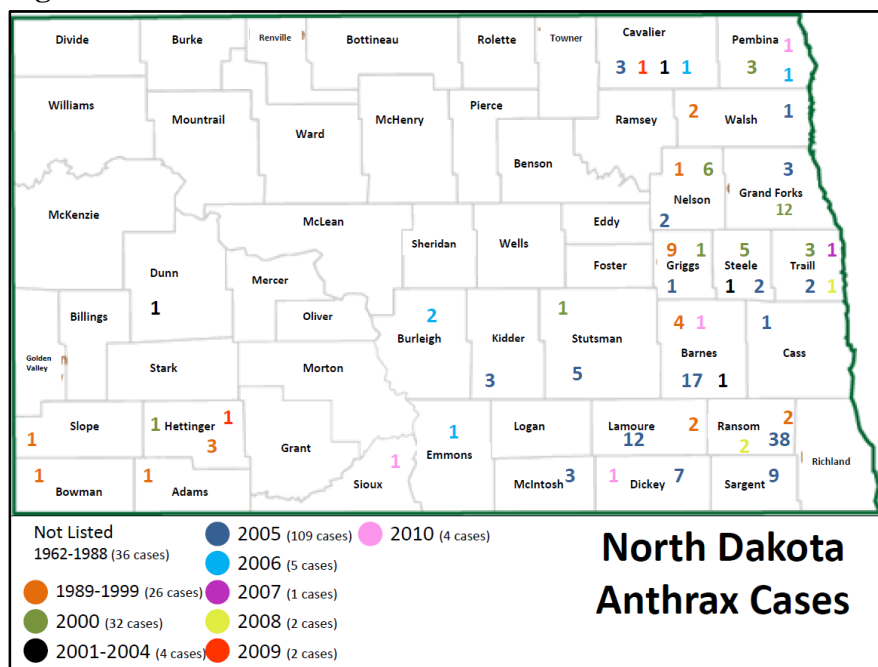 Divide
Burke
Renville
Bottineau
Rolette
Towner
Cavalier
3 1 1 1
Pembina
1
3
1
Williams
Mountrail
Ward
McHenry
Pierce
Benson
Ramsey
2
Walsh
1
McKenzie
McLean
Sheridan
Wells
Eddy
Foster
1 6
Nelson
2
3
Grand Forks
12
Dunn
1
Mercer
Oliver
9 1
Griggs
1
5
Steele
1 2
3 1
Traill
2 1
Billings
Golden
Valley
Stark
Morton
2
Burleigh
Kidder
3
1
Stutsman
5
4 1
Barnes
17 1
1
Cass
Slope
1
1 Hettinger 1
3
Grant
1
Sioux
1
Emmons
Logan
Lamoure 2
12
2
Ransom
2 38
Richland
1
Bowman
1
Adams
McIntosh 3
1 Dickey 7
Sargent 9
Not Listed
1962-1988 (36 cases)
1989-1999 (26 cases)
2000 (32 cases)
2001-2004 (4 cases)
2005 (109 cases)
2006 (5 cases)
2007 (1 cases)
2008 (2 cases)
2009 (2 cases)
2010 (4 cases)
North Dakota
Anthrax Cases